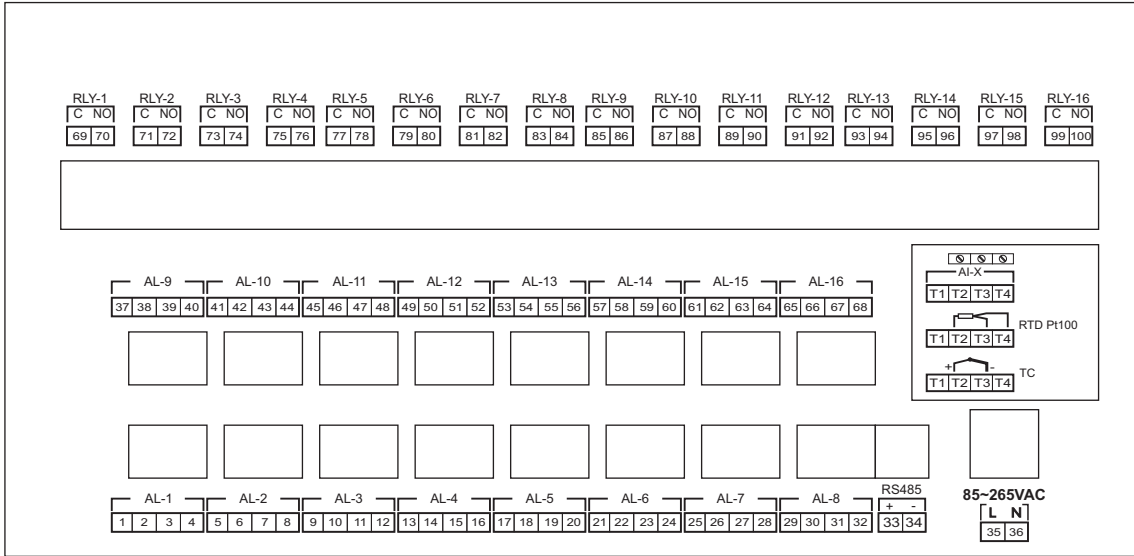 RLY-1 RLY-2 RLY-3 RLY-4 RLY-5 RLY-6 RLY-7 RLY-8 RLY-9 RLY-10 RLY-11 RLY-12 RLY-13 RLY-14 RLY-15 RLY-16
C NO C NO C NO C NO C NO C NO C NO C NO C NO C NO C NO C NO C NO C NO C NO C NO
69 70 71 72 73 74 75 76 77 78 79 80 81 82 83 84 85 86 87 88 89 90 91 92 93 94 95 96 97 98 99 100
AL-9 AL-10 AL-11 AL-12 AL-13 AL-14 AL-15 AL-16
37 38 39 40 41 42 43 44 45 46 47 48 49 50 51 52 53 54 55 56 57 58 59 60 61 62 63 64 65 66 67 68
AI-X
T1 T2 T3 T4
RTD Pt100
T1 T2 T3 T4
+ - TC
T1 T2 T3 T4
AL-1 AL-2 AL-3 AL-4 AL-5 AL-6 AL-7 AL-8
1 2 3 4 5 6 7 8 9 10 11 12 13 14 15 16 17 18 19 20 21 22 23 24 25 26 27 28 29 30 31 32
RS485
+ -
33 34
85~265VAC
L N
35 36